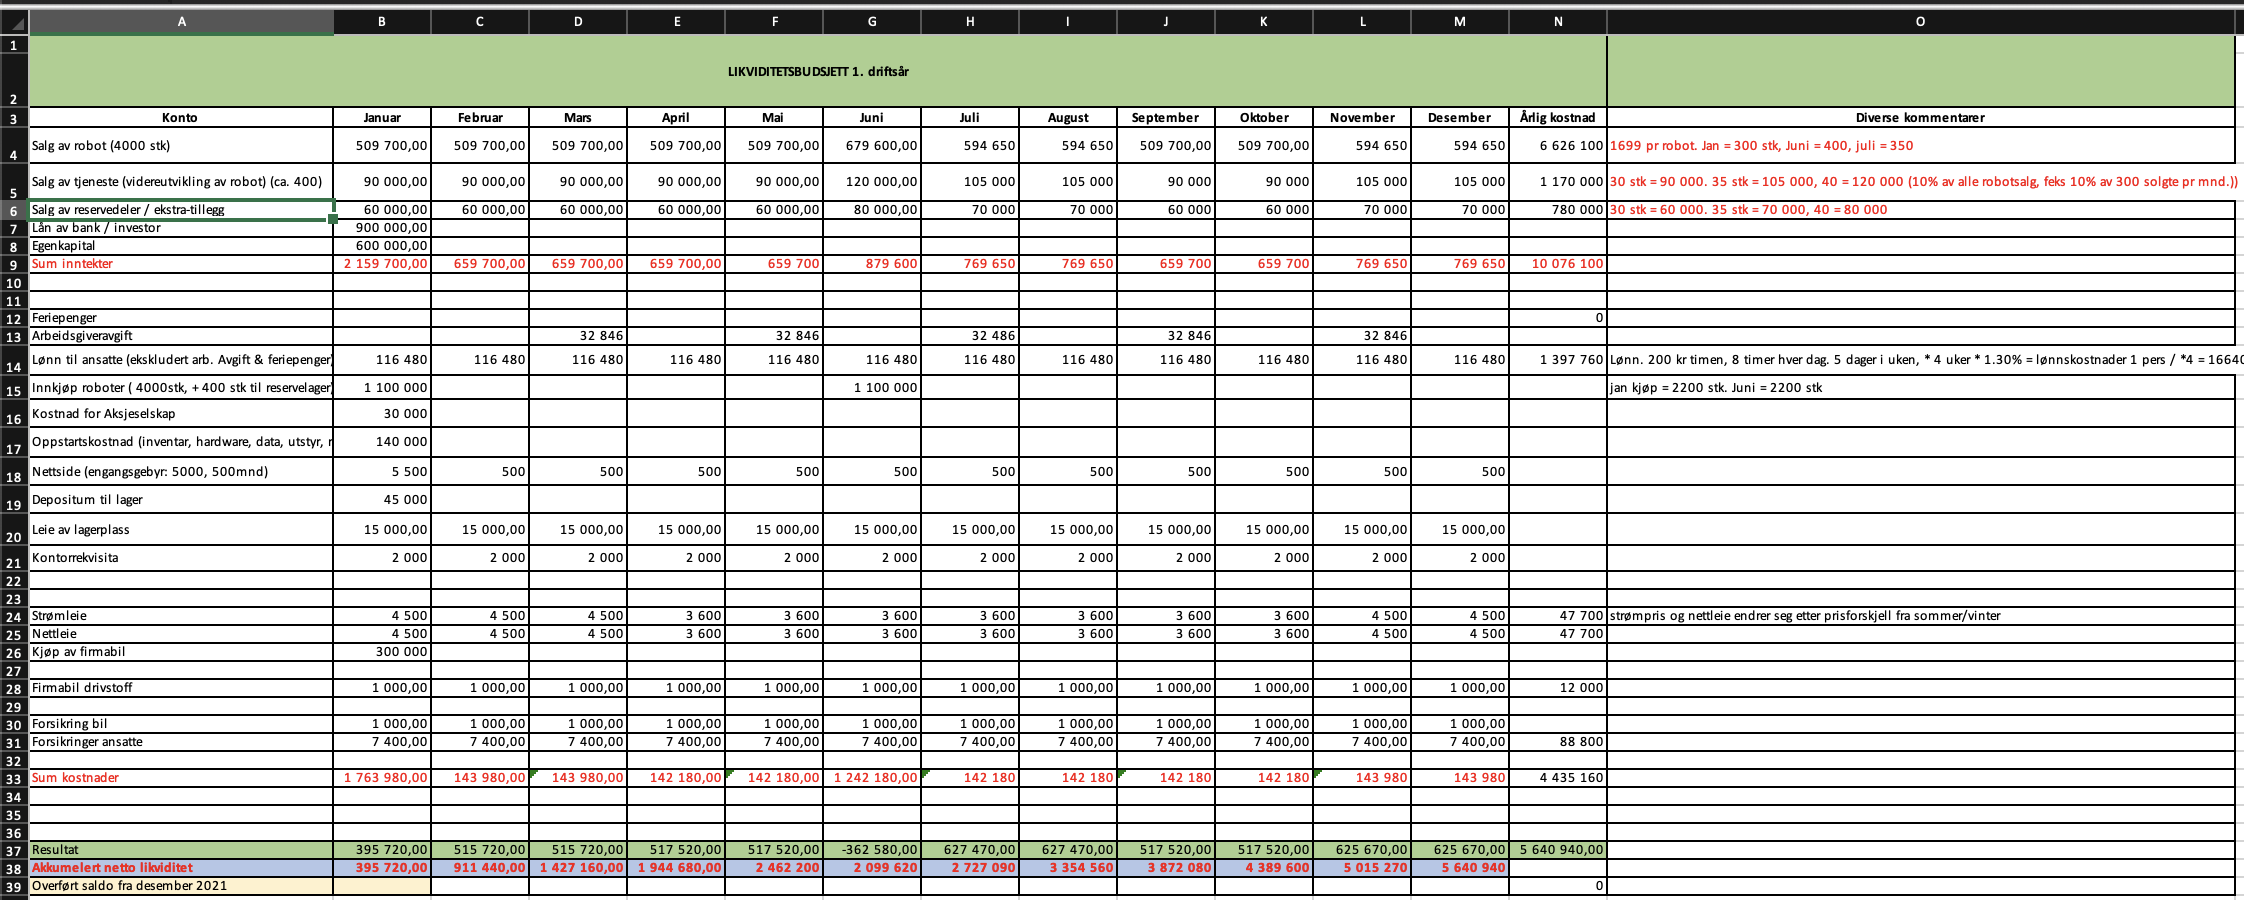 A B C D E F G H I J K L M N O
1
2 LIKVIDITETSBUDSJETT 1. driftsår
3 Konto Januar Februar Mars April Mai Juni Juli August September Oktober November Desember Årlig kostnad Diverse kommentarer
4 Salg av robot (4000 stk) 509 700,00 509 700,00 509 700,00 509 700,00 509 700,00 679 600,00 594 650 594 650 509 700,00 509 700,00 594 650 594 650 6 626 100 1699 pr robot. Jan = 300 stk, Juni = 400, juli = 350
5 Salg av tjeneste (videreutvikling av robot) (ca. 400) 90 000,00 90 000,00 90 000,00 90 000,00 90 000,00 120 000,00 105 000 105 000 90 000 90 000 105 000 105 000 1 170 000 30 stk = 90 000. 35 stk = 105 000, 40 = 120 000 (10% av alle robotsalg, feks 10% av 300 solgte pr mnd.))
6 Salg av reservedeler / ekstra-tillegg 60 000,00 60 000,00 60 000,00 60 000,00 60 000,00 80 000,00 70 000 70 000 60 000 60 000 70 000 70 000 780 000 30 stk = 60 000. 35 stk = 70 000, 40 = 80 000
7 Lån av bank / investor 900 000,00
8 Egenkapital 600 000,00
9 Sum inntekter 2 159 700,00 659 700,00 659 700,00 659 700,00 659 700 879 600 769 650 769 650 659 700 659 700 769 650 769 650 10 076 100
10
11
12 Feriepenger 0
13 Arbeidsgiveravgift 32 846 32 846 32 486 32 846 32 846
14 Lønn til ansatte (ekskludert arb. Avgift & feriepenger) 116 480 116 480 116 480 116 480 116 480 116 480 116 480 116 480 116 480 116 480 116 480 116 480 1 397 760 Lønn. 200 kr timen, 8 timer hver dag. 5 dager i uken, * 4 uker * 1.30% = lønnskostnader 1 pers / *4 = 16640
15 Innkjøp roboter ( 4000stk, + 400 stk til reservelager) 1 100 000 1 100 000 jan kjøp = 2200 stk. Juni = 2200 stk
16 Kostnad for Aksjeselskap 30 000
17 Oppstartskostnad (inventar, hardware, data, utstyr, r 140 000
18 Nettside (engangsgebyr: 5000, 500mnd) 5 500 500 500 500 500 500 500 500 500 500 500 500
19 Depositum til lager 45 000
20 Leie av lagerplass 15 000,00 15 000,00 15 000,00 15 000,00 15 000,00 15 000,00 15 000,00 15 000,00 15 000,00 15 000,00 15 000,00 15 000,00
21 Kontorrekvisita 2 000 2 000 2 000 2 000 2 000 2 000 2 000 2 000 2 000 2 000 2 000 2 000
22
23
24 Strømleie 4 500 4 500 4 500 3 600 3 600 3 600 3 600 3 600 3 600 3 600 4 500 4 500 47 700 strømpris og nettleie endrer seg etter prisforskjell fra sommer/vinter
25 Nettleie 4 500 4 500 4 500 3 600 3 600 3 600 3 600 3 600 3 600 3 600 4 500 4 500 47 700
26 Kjøp av firmabil 300 000
27
28 Firmabil drivstoff 1 000,00 1 000,00 1 000,00 1 000,00 1 000,00 1 000,00 1 000,00 1 000,00 1 000,00 1 000,00 1 000,00 1 000,00 12 000
29
30 Forsikring bil 1 000,00 1 000,00 1 000,00 1 000,00 1 000,00 1 000,00 1 000,00 1 000,00 1 000,00 1 000,00 1 000,00 1 000,00
31 Forsikringer ansatte 7 400,00 7 400,00 7 400,00 7 400,00 7 400,00 7 400,00 7 400,00 7 400,00 7 400,00 7 400,00 7 400,00 7 400,00 88 800
32
33 Sum kostnader 1 763 980,00 143 980,00 143 980,00 142 180,00 142 180,00 1 242 180,00 142 180 142 180 142 180 142 180 143 980 143 980 4 435 160
34
35
36
37 Resultat 395 720,00 515 720,00 515 720,00 517 520,00 517 520,00 -362 580,00 627 470,00 627 470,00 517 520,00 517 520,00 625 670,00 625 670,00 5 640 940,00
38 Akkumelert netto likviditet 395 720,00 911 440,00 1 427 160,00 1 944 680,00 2 462 200 2 099 620 2 727 090 3 354 560 3 872 080 4 389 600 5 015 270 5 640 940
39 Overført saldo fra desember 2021 0